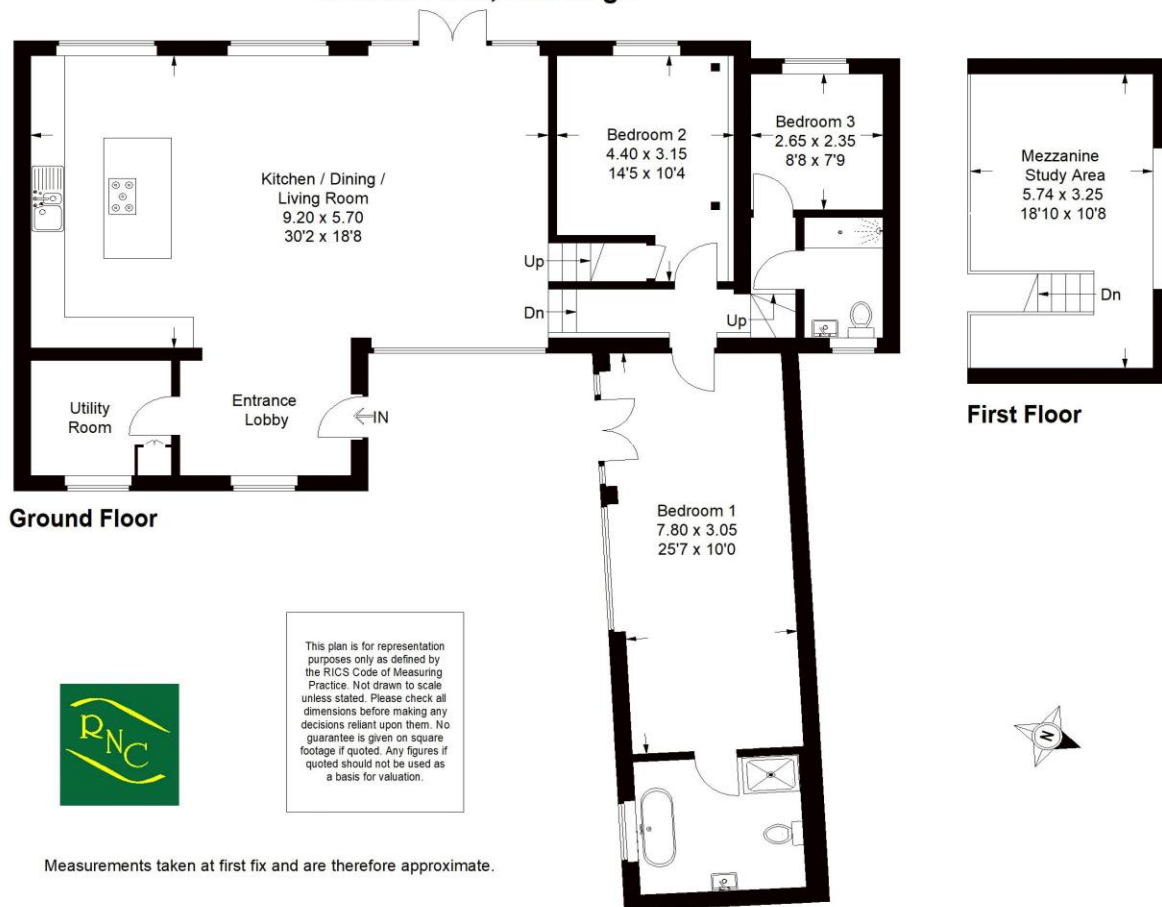 Kitchen / Dining /
Living Room
9.20 x 5.70
30'2 x 18'8
Bedroom 2
4.40 x 3.15
14'5 x 10'4
Bedroom 3
2.65 x 2.35
8'8 x 7'9
Mezzanine
Study Area
5.74 x 3.25
18'10 x 10'8
Up
Dn
Up
Dn
First Floor
Utility
Room
Entrance
Lobby
IN
Ground Floor
Bedroom 1
7.80 x 3.05
25'7 x 10'0
This plan is for representation
purposes only as defined by
the RICS Code of Measuring
Practice. Not drawn to scale
unless stated. Please check all
dimensions before making any
decisions reliant upon them. No
guarantee is given on square
footage if quoted. Any figures if
quoted should not be used as
a basis for valuation.
RNC
N
Measurements taken at first fix and are therefore approximate.